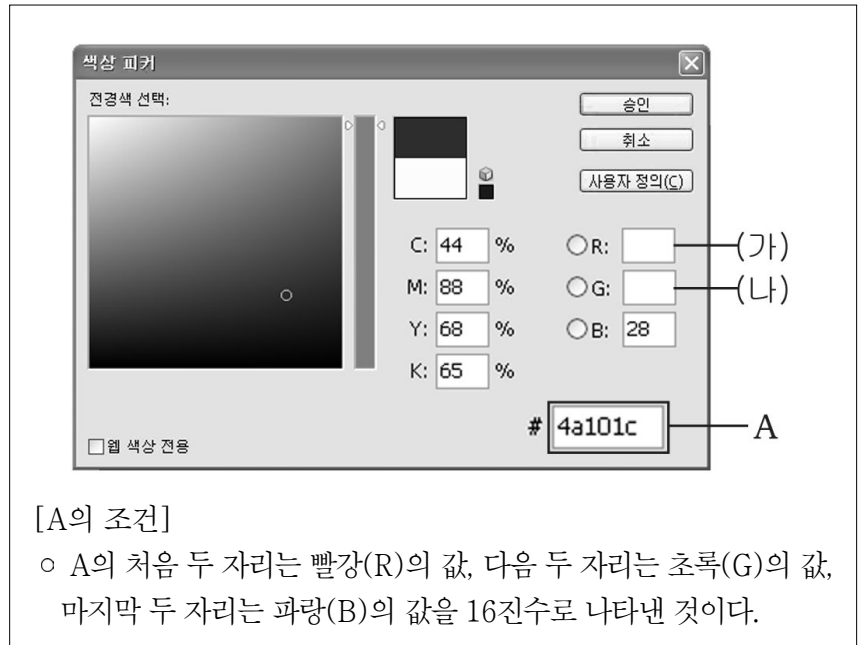 색상 피커
전경색 선택:
승인
취소
사용자 정의(C)
C: 44 % R: (가)
M: 88 % G: (나)
Y: 68 % B: 28
K: 65 %
# 4a101c A
웹 색상 전용
[A의 조건]
○ A의 처음 두 자리는 빨강(R)의 값, 다음 두 자리는 초록(G)의 값,
마지막 두 자리는 파랑(B)의 값을 16진수로 나타낸 것이다.